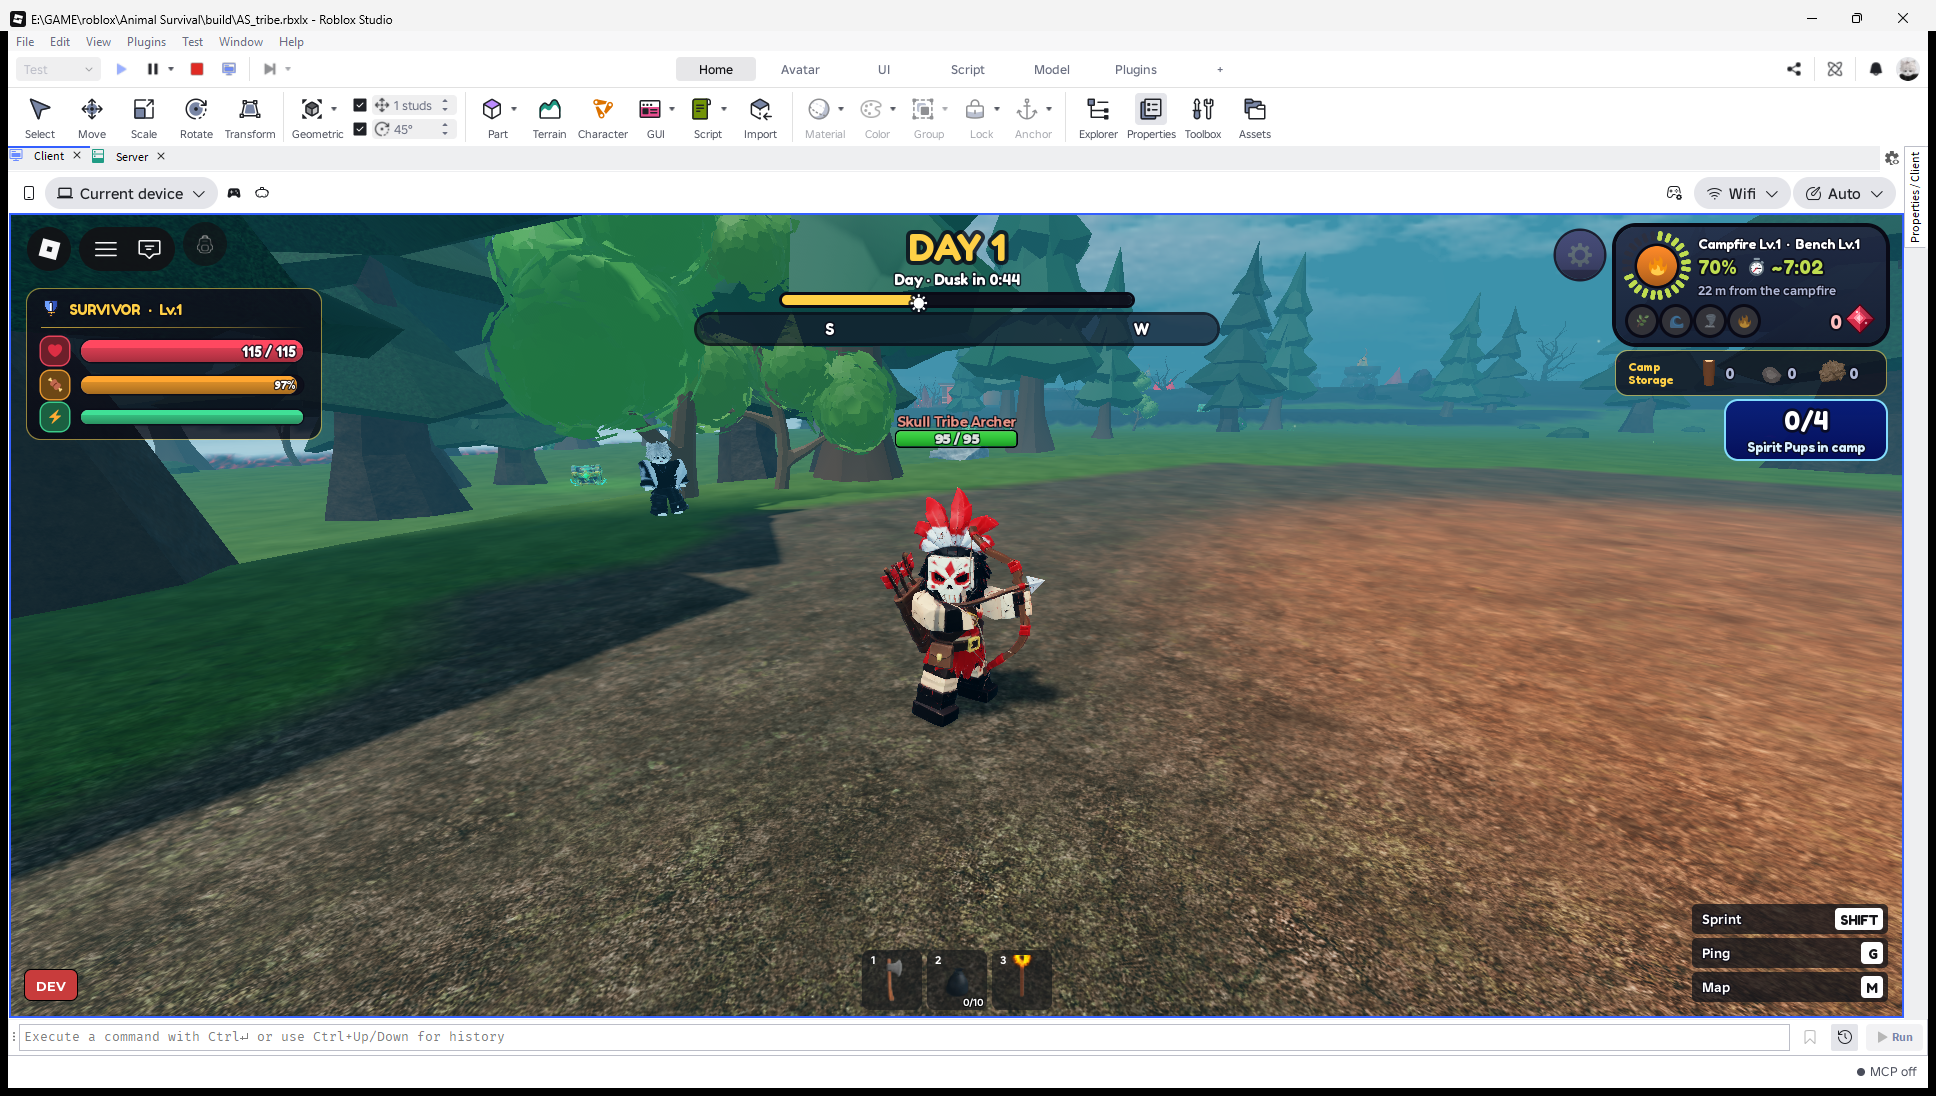 E:\GAME\roblox\Animal Survival\build\AS_tribe.rbxlx - Roblox Studio
File Edit View Plugins Test Window Help
Test
Home Avatar UI Script Model Plugins +
1 studs
45°
Select Move Scale Rotate Transform Geometric Part Terrain Character GUI Script Import Material Color Group Lock Anchor Explorer Properties Toolbox Assets
Client Server
Properties / Client
Current device
Wifi
Auto
DAY 1
Day · Dusk in 0:44
S W
SURVIVOR · Lv.1
115 / 115
97%
Campfire Lv.1 · Bench Lv.1
70% ~7:02
22 m from the campfire
0
Camp
Storage
0 0 0
0/4
Spirit Pups in camp
Skull Tribe Archer
95 / 95
Sprint SHIFT
Ping G
Map M
1 2 3
0/10
DEV
Execute a command with Ctrl↵ or use Ctrl+Up/Down for history
Run
MCP off